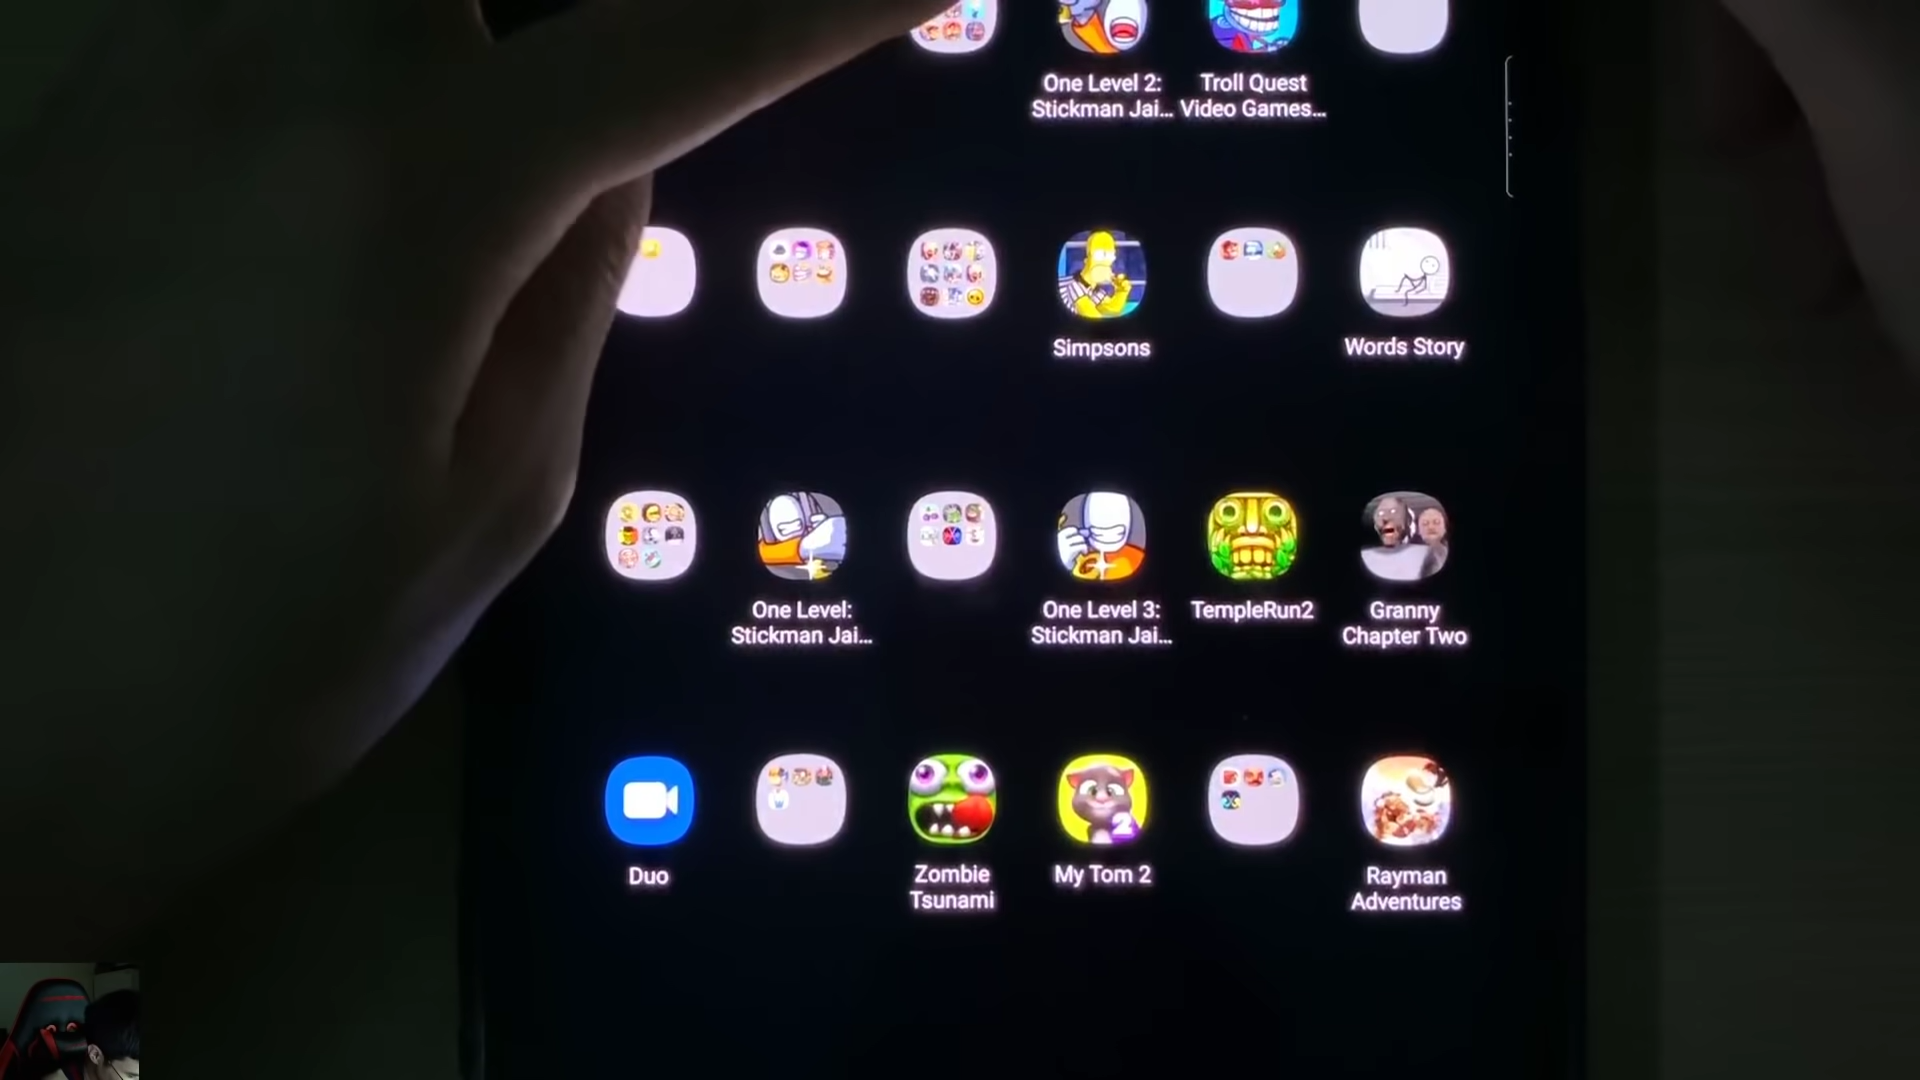 One Level 2:
Stickman Jai...
Troll Quest
Video Games...
Simpsons
Words Story
One Level:
Stickman Jai...
One Level 3:
Stickman Jai...
TempleRun2
Granny
Chapter Two
Duo
Zombie
Tsunami
My Tom 2
2
Rayman
Adventures